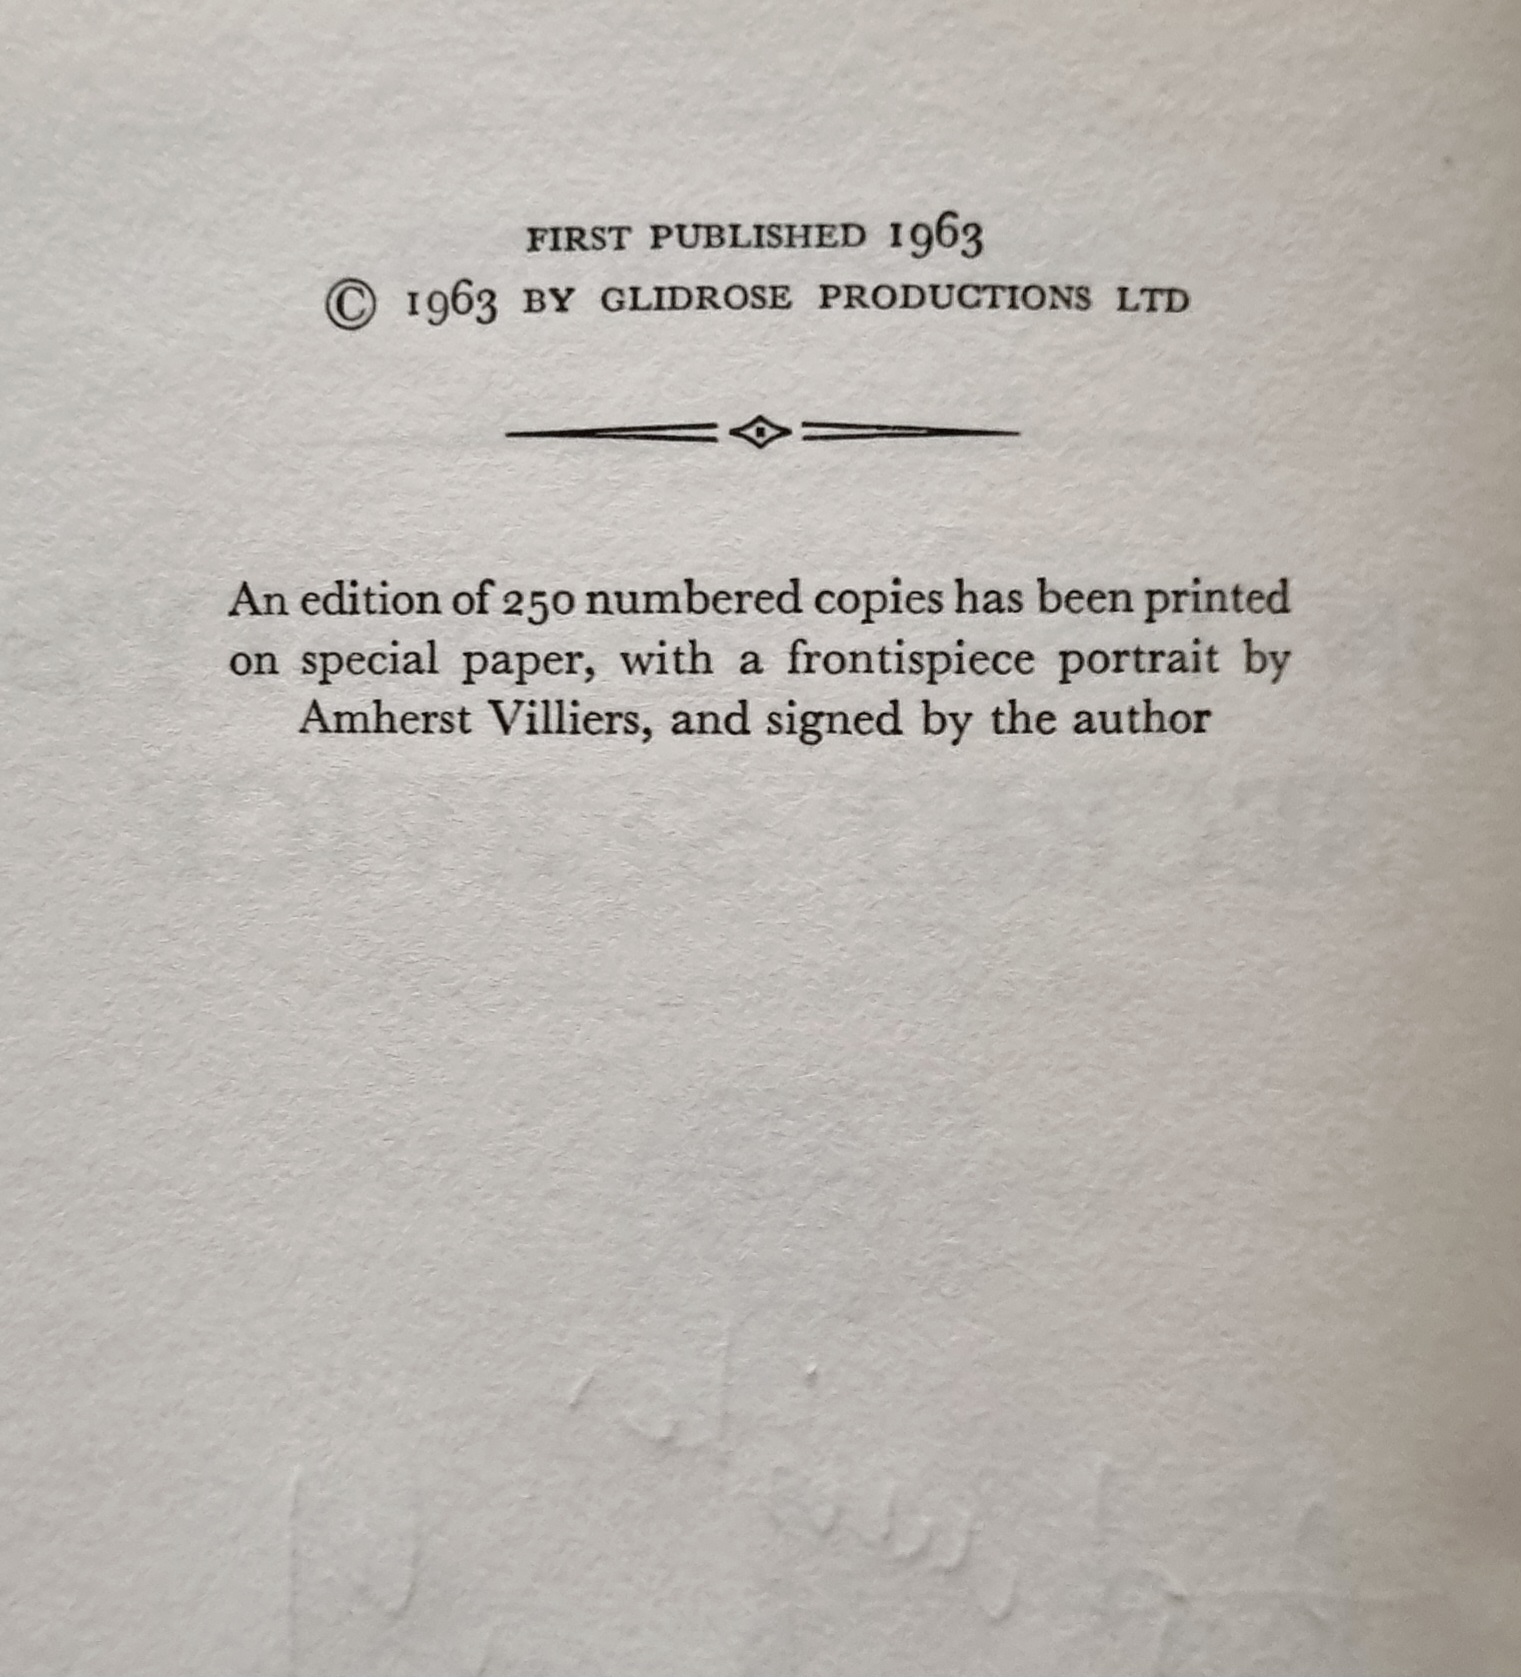 FIRST PUBLISHED 1963
© 1963 BY GLIDROSE PRODUCTIONS LTD
An edition of 250 numbered copies has been printed
on special paper, with a frontispiece portrait by
Amherst Villiers, and signed by the author